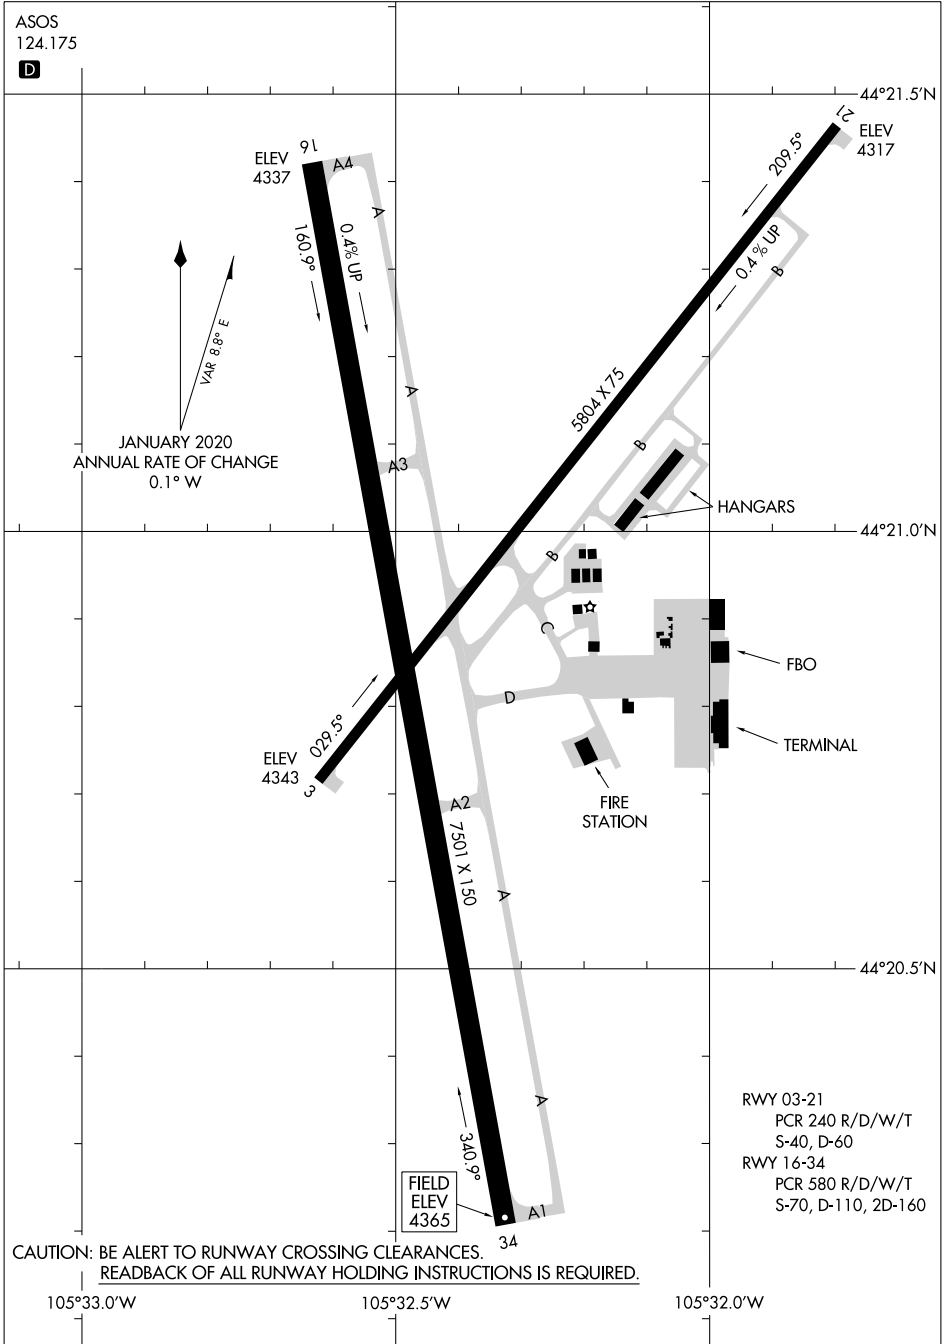 ASOS
124.175
D
44°21.5'N
21
ELEV
4317
209.5°
16
ELEV
4337
A4
A
160.9°
0.4% UP
0.4% UP
B
VAR 8.8° E
JANUARY 2020
ANNUAL RATE OF CHANGE
0.1° W
A
5804 X 75
B
A3
HANGARS
44°21.0'N
B
C
FBO
D
029.5°
TERMINAL
ELEV
4343
3
A2
FIRE
STATION
7501 X 150
A
44°20.5'N
A
340.9°
RWY 03-21
PCR 240 R/D/W/T
S-40, D-60
RWY 16-34
PCR 580 R/D/W/T
S-70, D-110, 2D-160
FIELD
ELEV
4365
A1
34
CAUTION: BE ALERT TO RUNWAY CROSSING CLEARANCES.
READBACK OF ALL RUNWAY HOLDING INSTRUCTIONS IS REQUIRED.
105°33.0'W
105°32.5'W
105°32.0'W